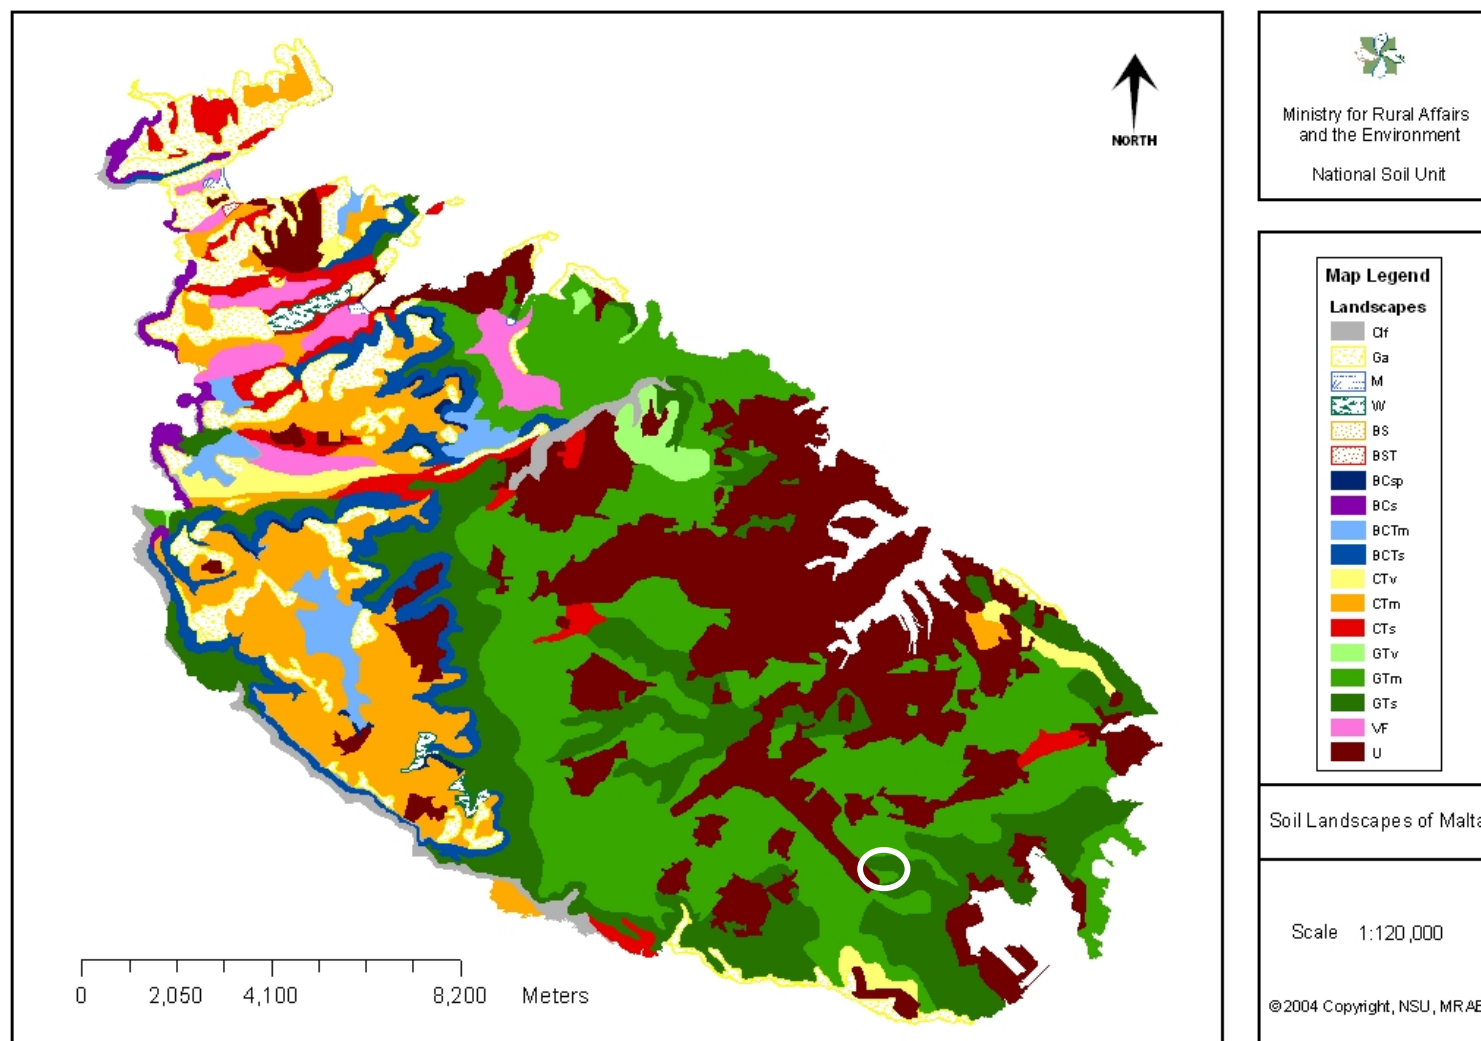 NORTH
0 2,050 4,100 8,200 Meters
Ministry for Rural Affairs
and the Environment
National Soil Unit
Map Legend
Landscapes
Clf
Ga
M
W
BS
BST
BCsp
BCs
BCTm
BCTs
CTv
CTm
CTs
GTv
GTm
GTs
VF
U
Soil Landscapes of Malta
Scale 1:120,000
©2004 Copyright, NSU, MRAE